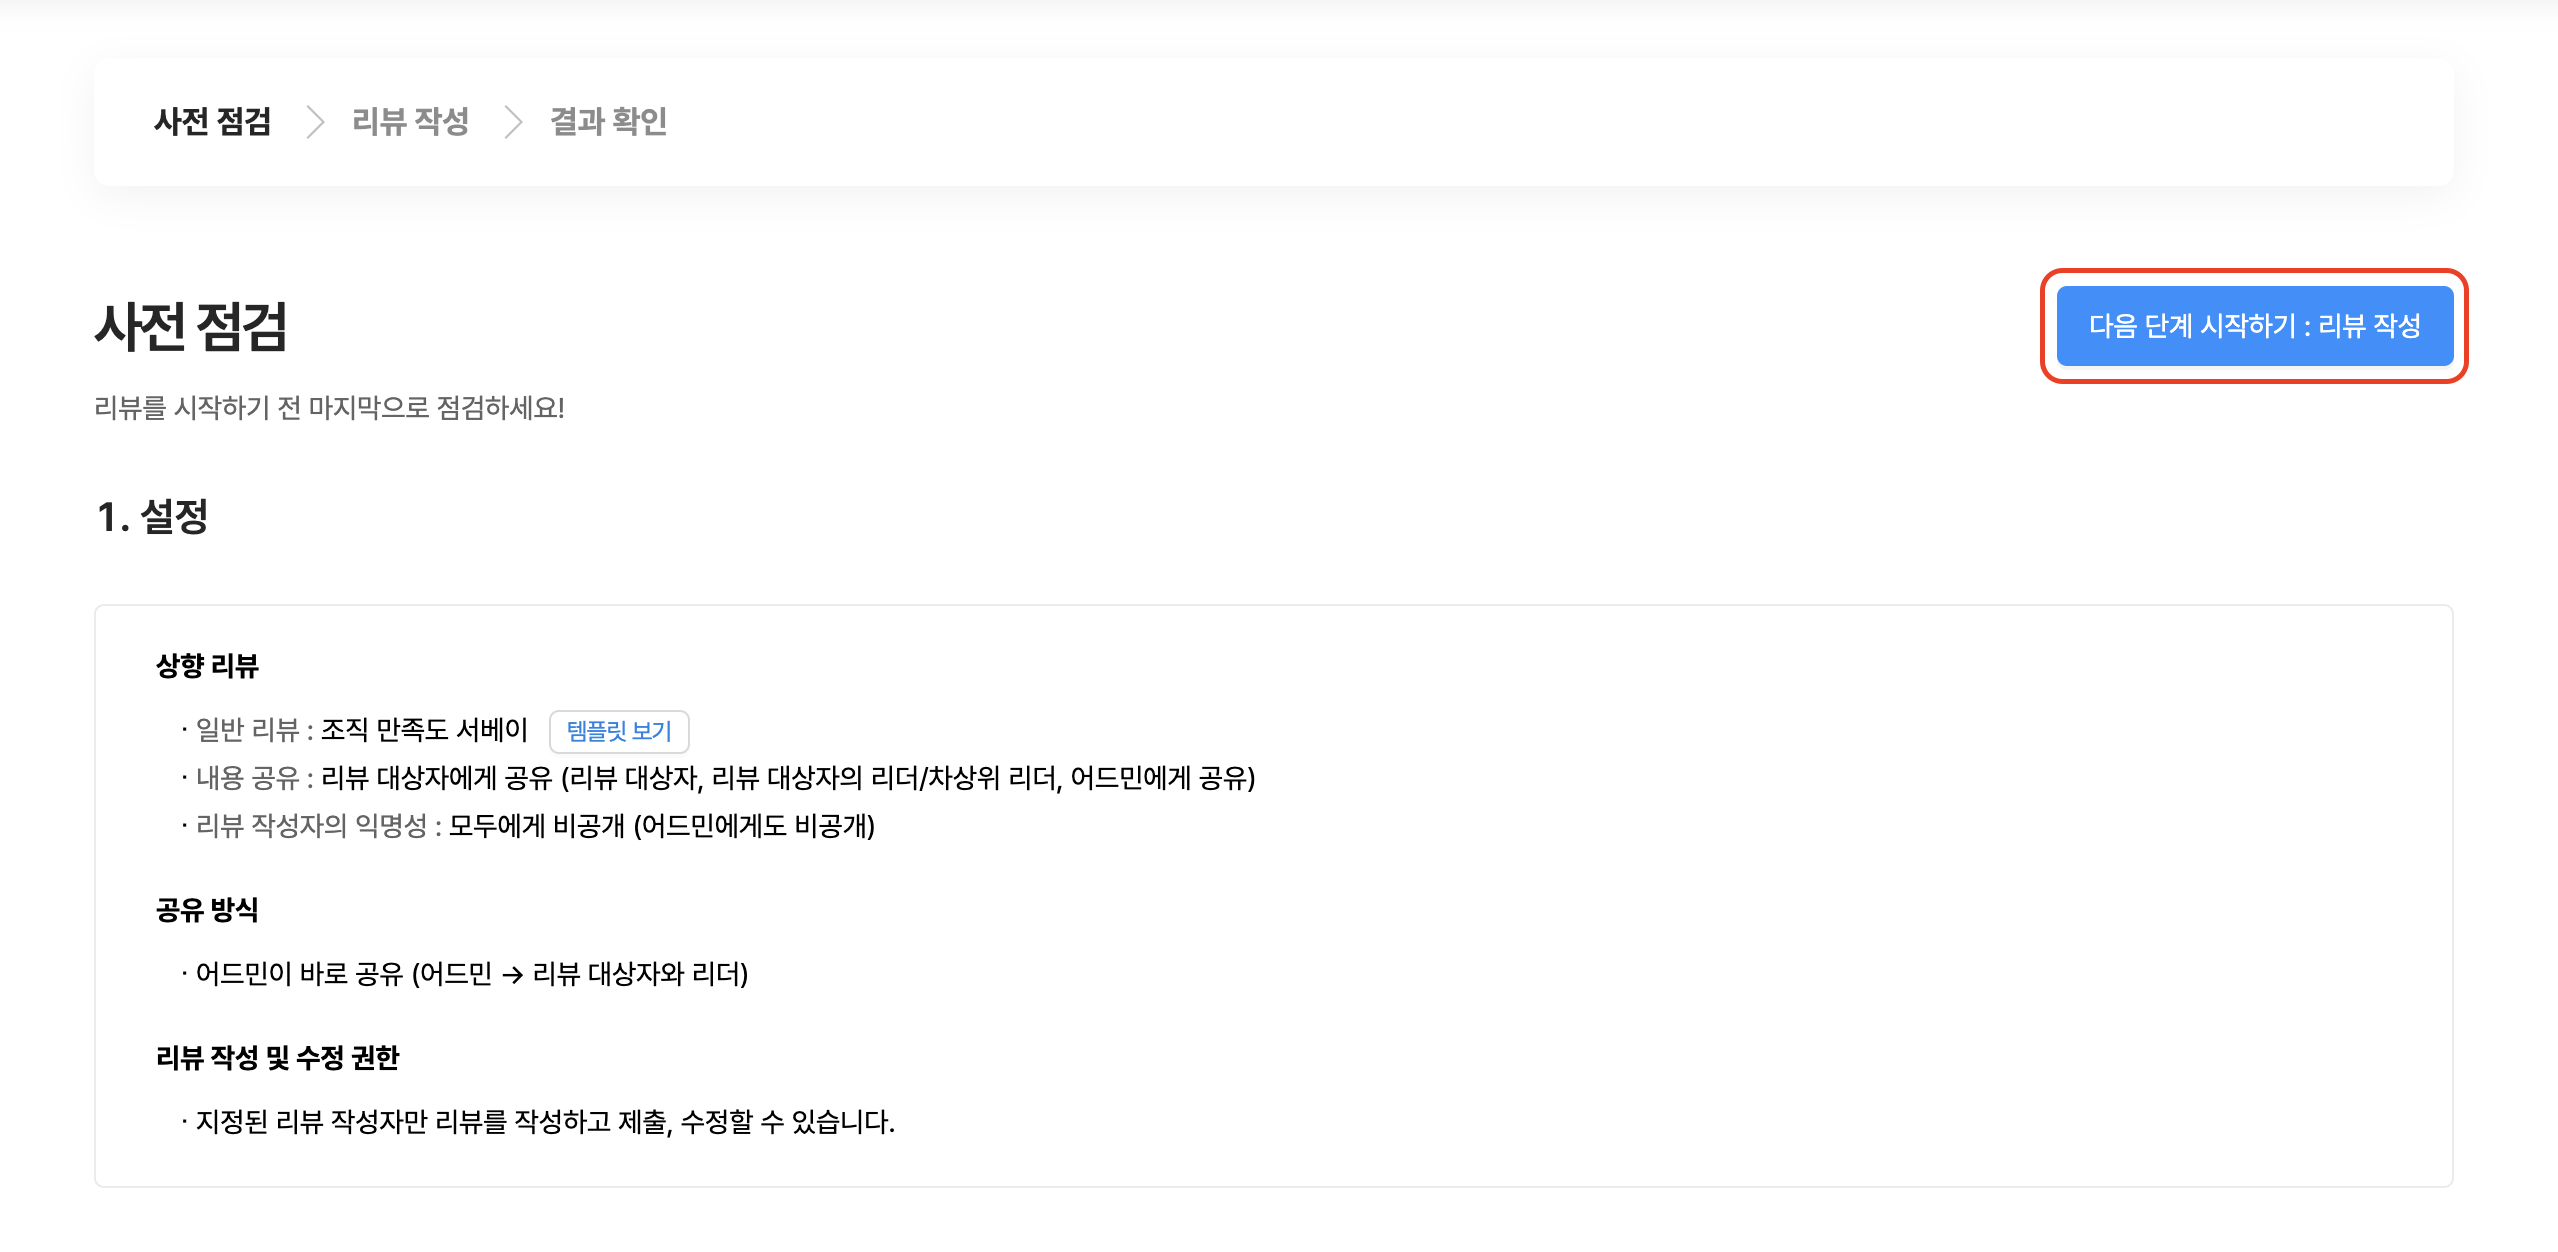 사전 점검 > 리뷰 작성 > 결과 확인
사전 점검
다음 단계 시작하기 : 리뷰 작성
리뷰를 시작하기 전 마지막으로 점검하세요!
1. 설정
상향 리뷰
· 일반 리뷰 : 조직 만족도 서베이 템플릿 보기
· 내용 공유 : 리뷰 대상자에게 공유 (리뷰 대상자, 리뷰 대상자의 리더/차상위 리더, 어드민에게 공유)
· 리뷰 작성자의 익명성 : 모두에게 비공개 (어드민에게도 비공개)
공유 방식
· 어드민이 바로 공유 (어드민 → 리뷰 대상자와 리더)
리뷰 작성 및 수정 권한
· 지정된 리뷰 작성자만 리뷰를 작성하고 제출, 수정할 수 있습니다.